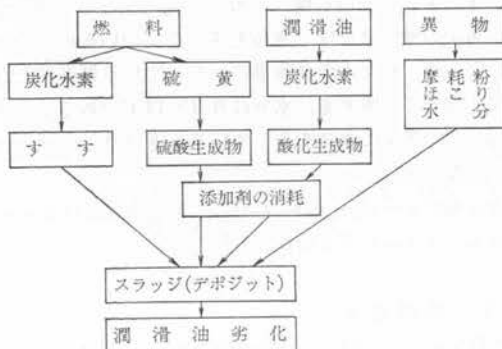 燃料
潤滑油
異物
炭化水素
硫黄
炭化水素
摩耗粉
ほこり
水分
すす
硫酸生成物
酸化生成物
添加剤の消耗
スラッジ(デポジット)
潤滑油劣化